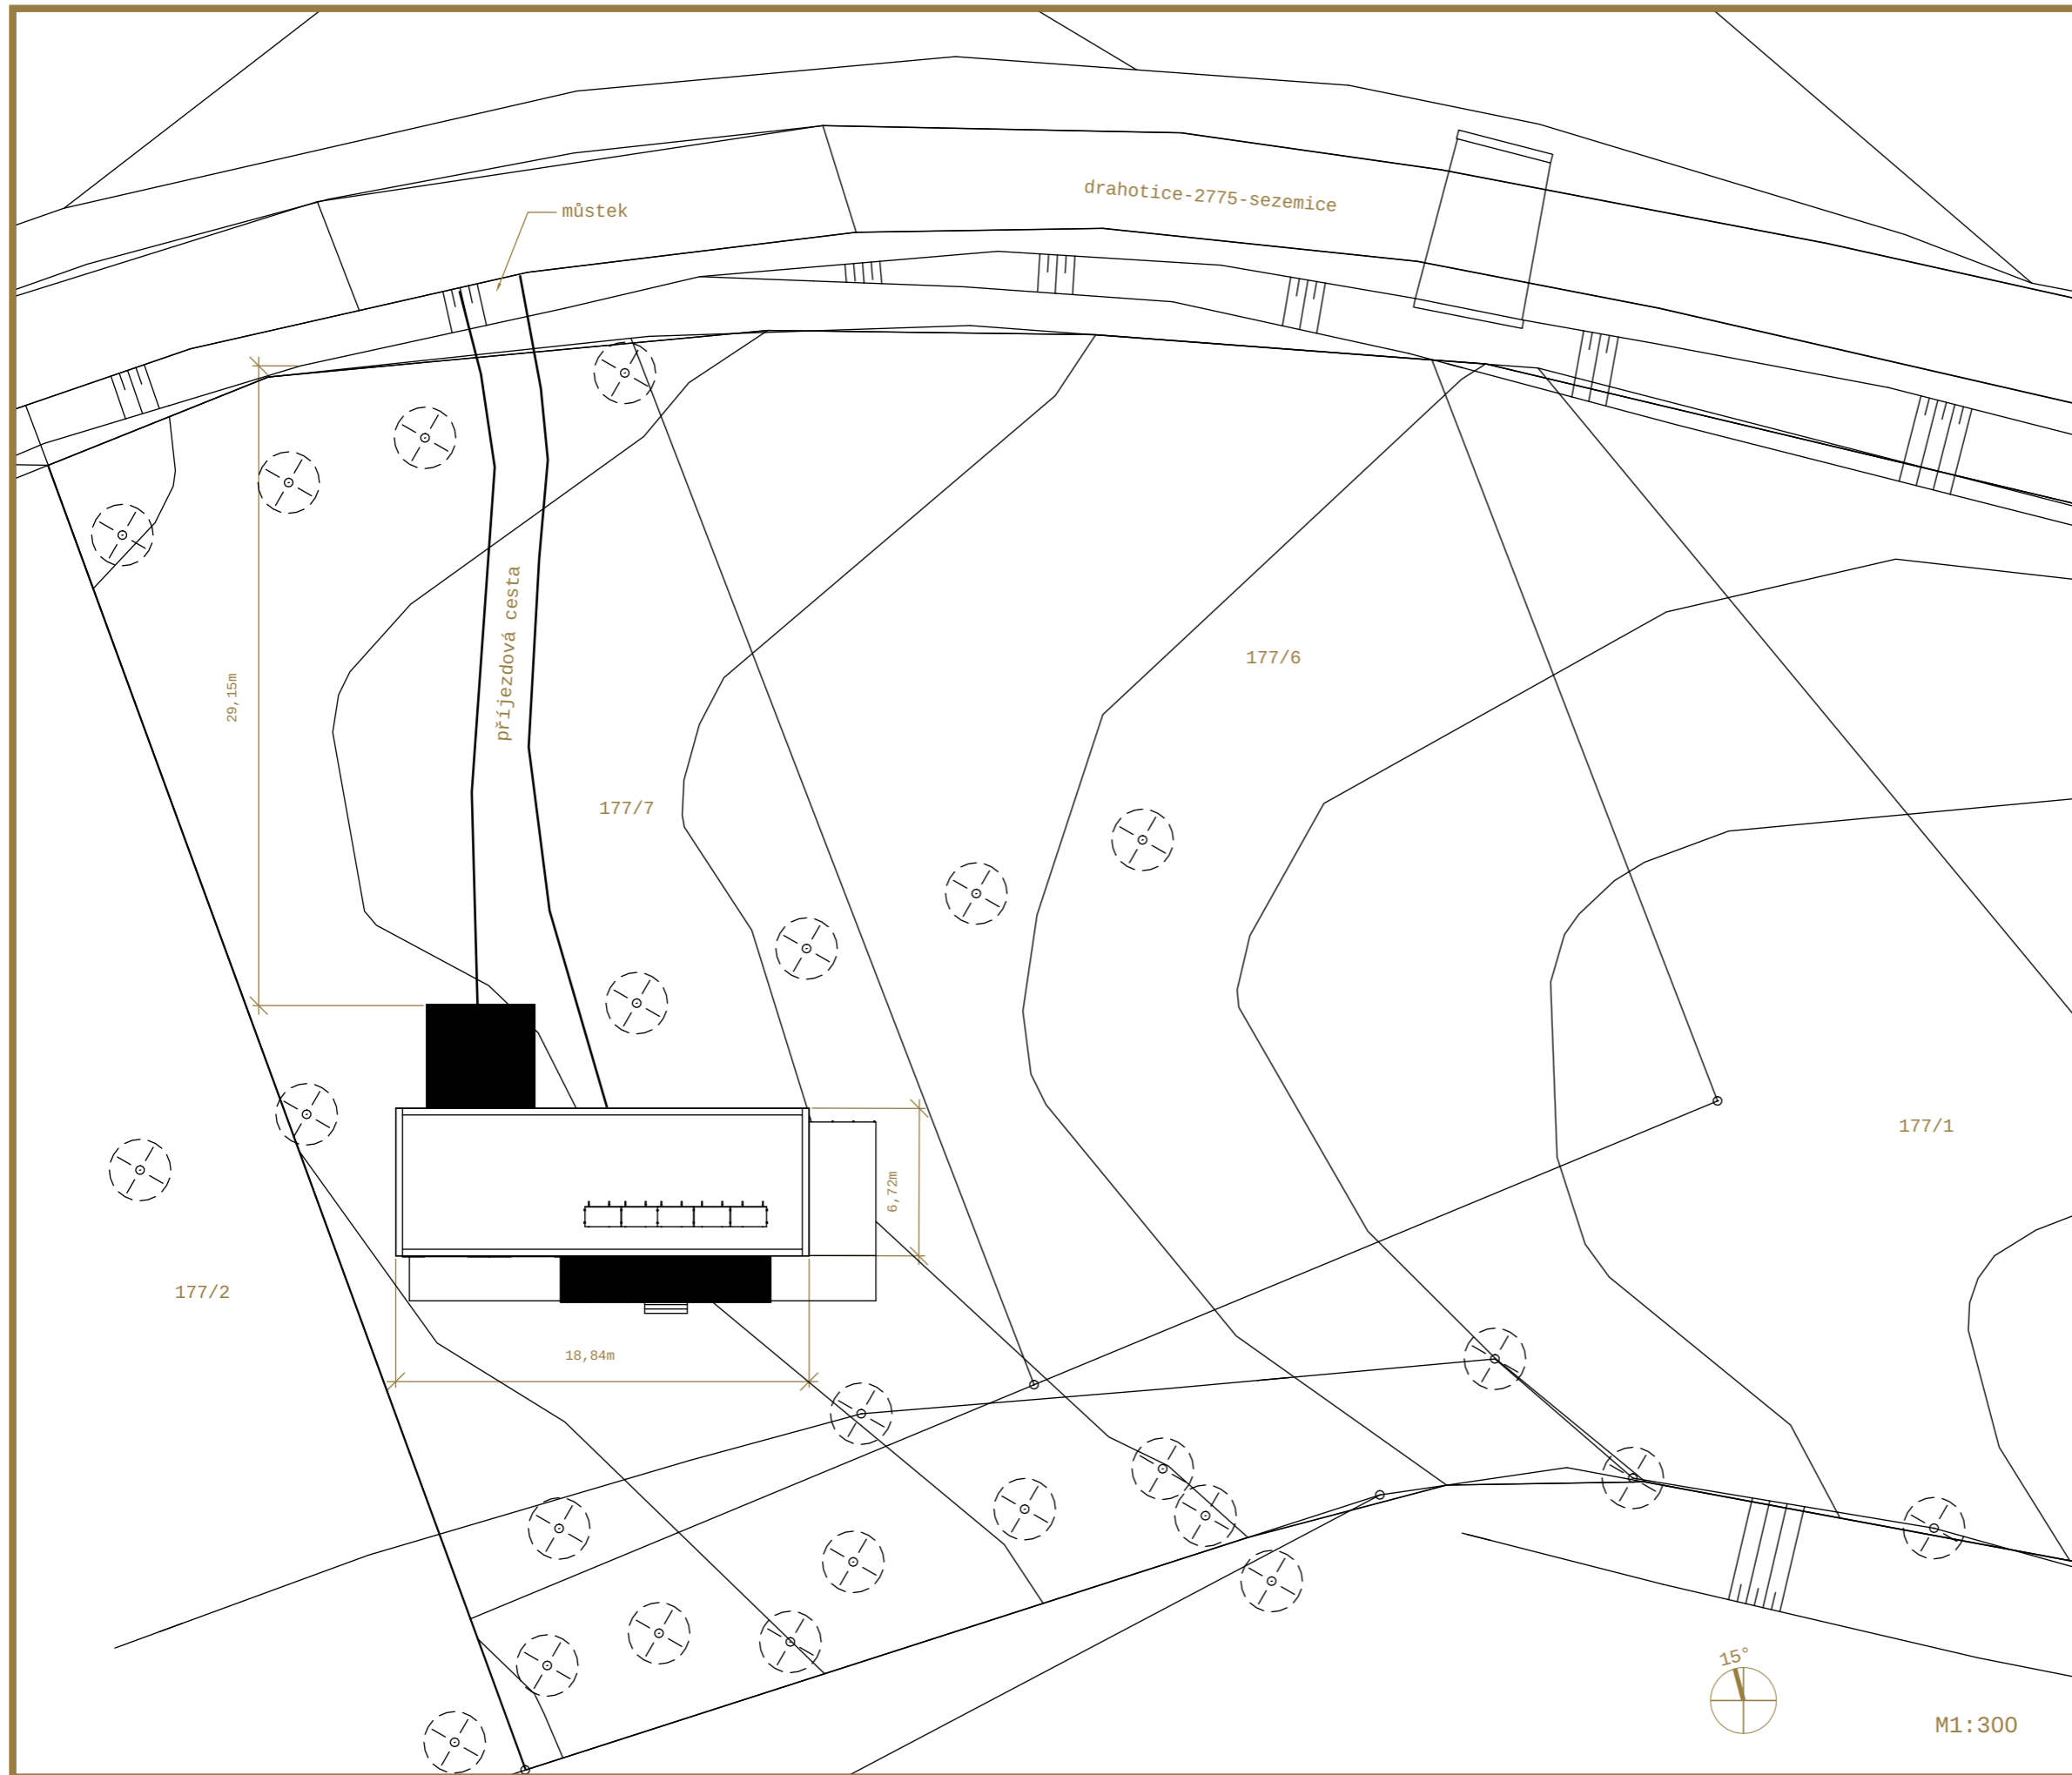 drahotice-2775-sezemice
můstek
příjezdová cesta
29,15m
177/6
177/7
177/1
6,72m
177/2
18,84m
15°
M1:300